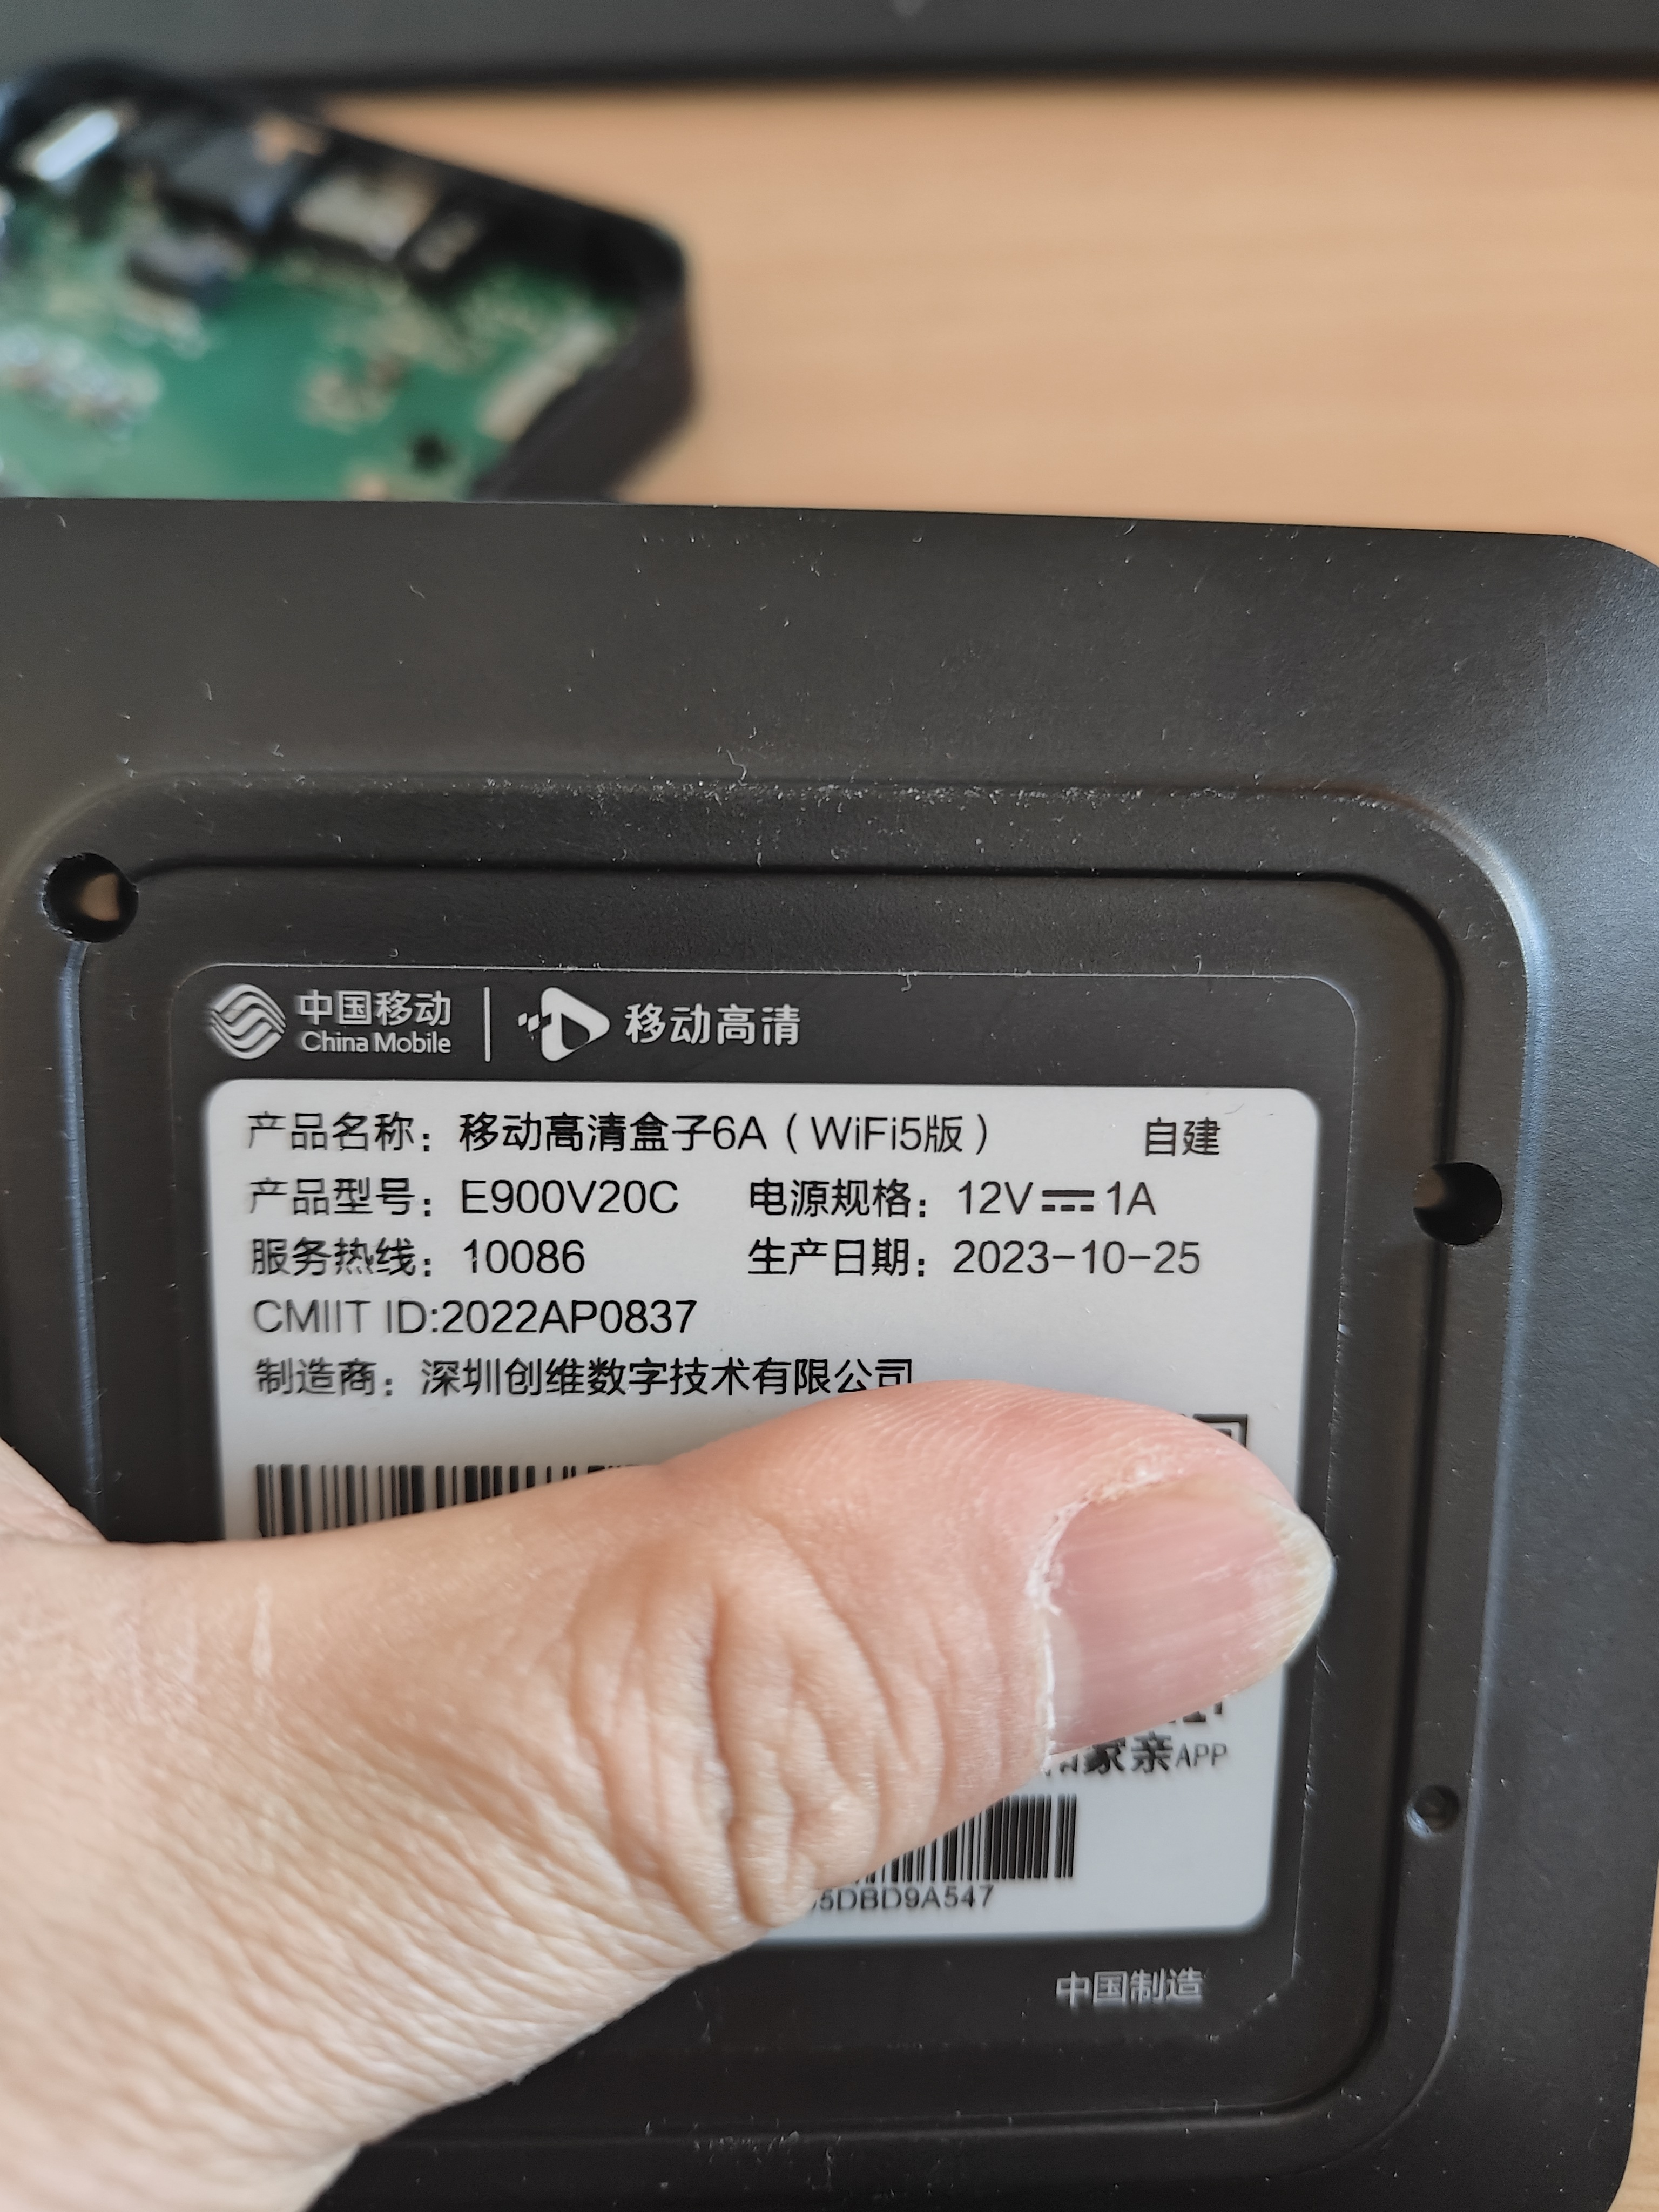 中国移动
China Mobile
移动高清
产品名称：移动高清盒子6A（WiFi5版） 自建
产品型号：E900V20C 电源规格：12V⎓1A
服务热线：10086 生产日期：2023-10-25
CMIIT ID:2022AP0837
制造商：深圳创维数字技术有限公司
家亲APP
5DBD9A547
中国制造